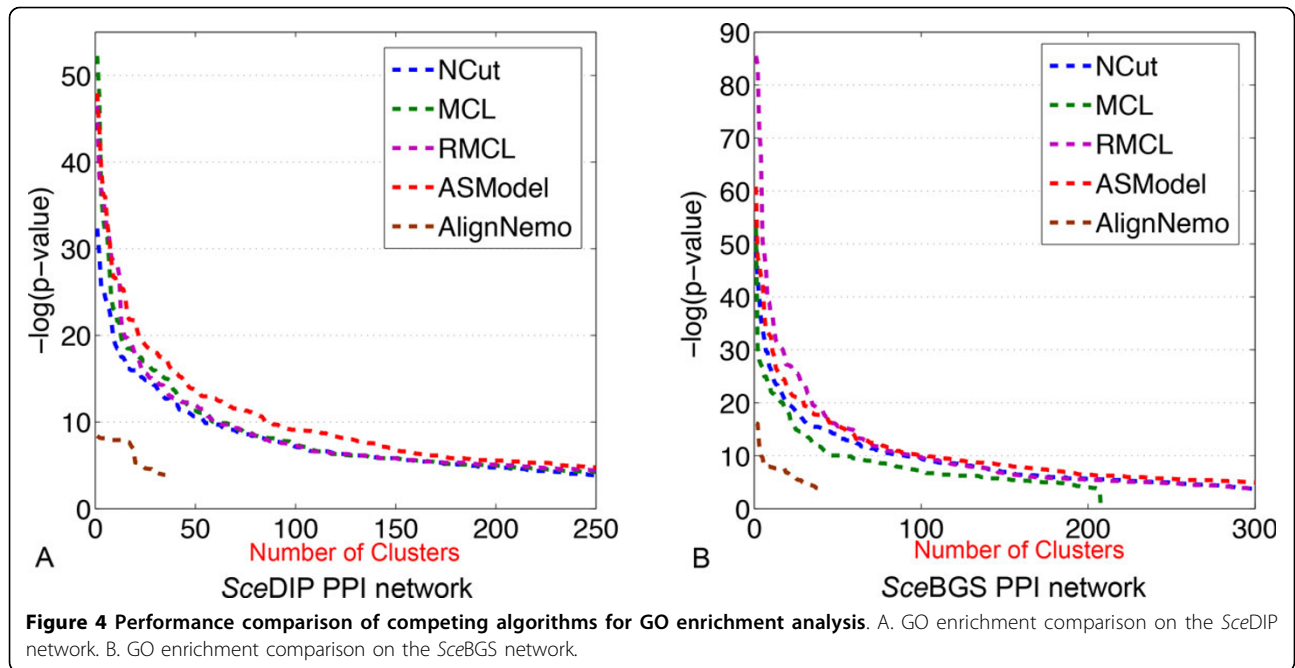 50
40
30
20
10
0
-log(p-value)
NCut
MCL
RMCL
ASModel
AlignNemo
0
50
100
150
200
250
Number of Clusters
A
SceDIP PPI network
90
80
70
60
50
40
30
20
10
0
-log(p-value)
NCut
MCL
RMCL
ASModel
AlignNemo
0
100
200
300
Number of Clusters
B
SceBGS PPI network
Figure 4 Performance comparison of competing algorithms for GO enrichment analysis. A. GO enrichment comparison on the SceDIP
network. B. GO enrichment comparison on the SceBGS network.